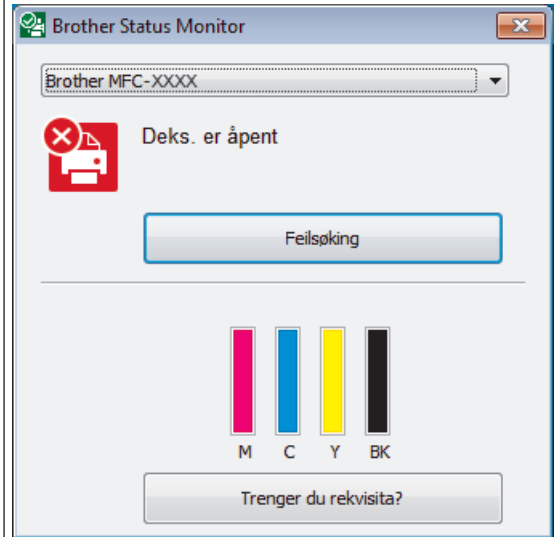 Brother Status Monitor
Brother MFC-XXXX
Deks. er åpent
Feilsøking
M C Y BK
Trenger du rekvisita?